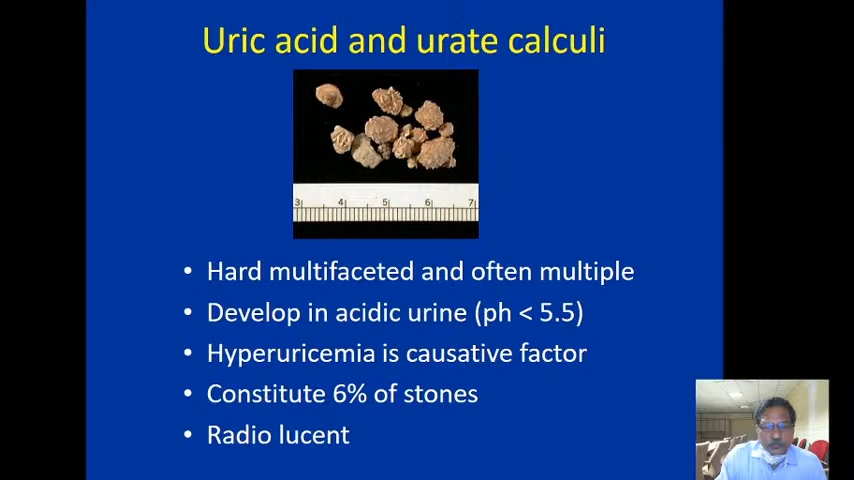 Uric acid and urate calculi
3 4 5 6 7
• Hard multifaceted and often multiple
• Develop in acidic urine (ph < 5.5)
• Hyperuricemia is causative factor
• Constitute 6% of stones
• Radio lucent